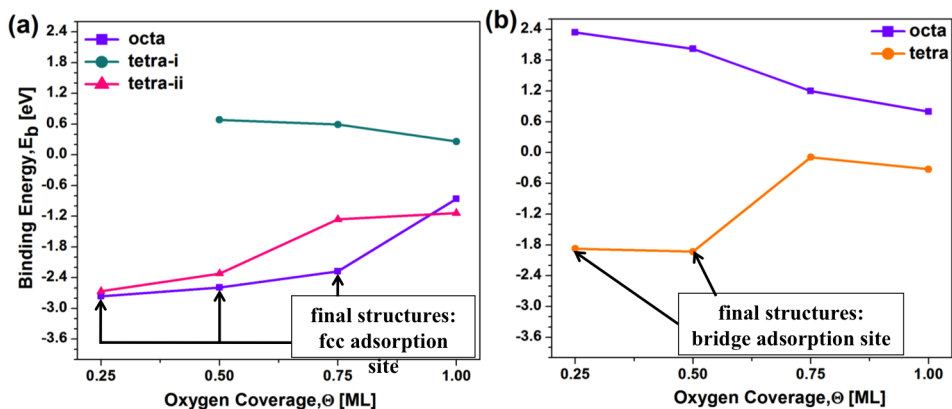 (a)
octa
tetra-i
tetra-ii
2.4
1.8
1.2
0.6
0.0
-0.6
-1.2
-1.8
-2.4
-3.0
-3.6
Binding Energy,E_b [eV]
final structures:
fcc adsorption
site
0.25
0.50
0.75
1.00
Oxygen Coverage,Θ [ML]
(b)
octa
tetra
2.4
1.8
1.2
0.6
0.0
-0.6
-1.2
-1.8
-2.4
-3.0
-3.6
final structures:
bridge adsorption site
0.25
0.50
0.75
1.00
Oxygen Coverage,Θ [ML]